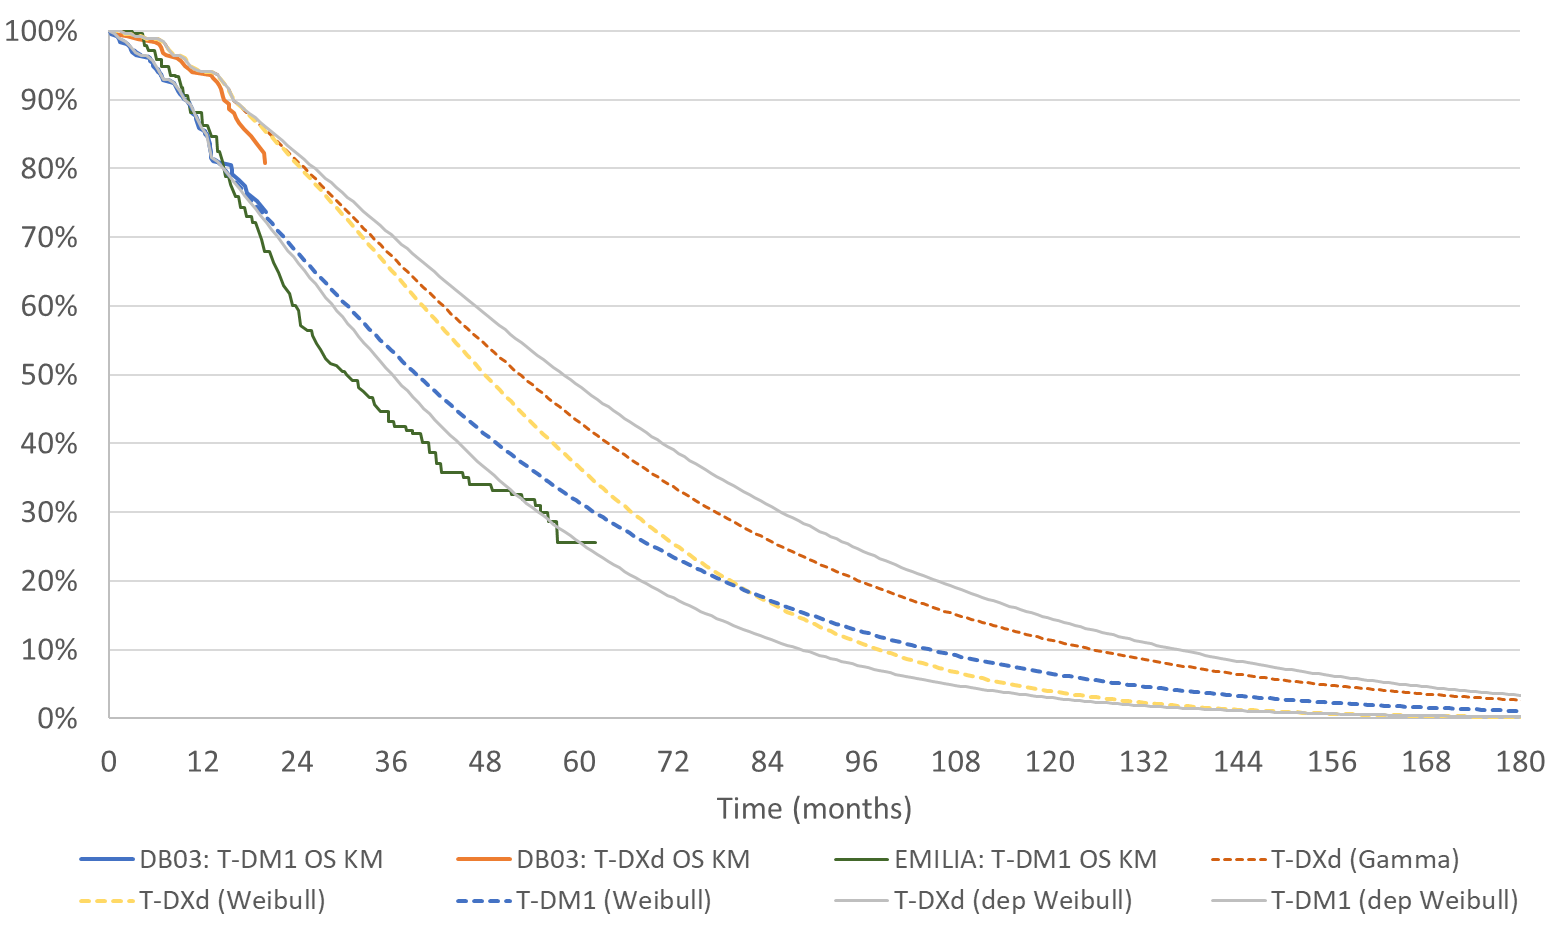 100%
90%
80%
70%
60%
50%
40%
30%
20%
10%
0%
0 12 24 36 48 60 72 84 96 108 120 132 144 156 168 180
Time (months)
DB03: T-DM1 OS KM DB03: T-DXd OS KM EMILIA: T-DM1 OS KM T-DXd (Gamma)
T-DXd (Weibull) T-DM1 (Weibull) T-DXd (dep Weibull) T-DM1 (dep Weibull)